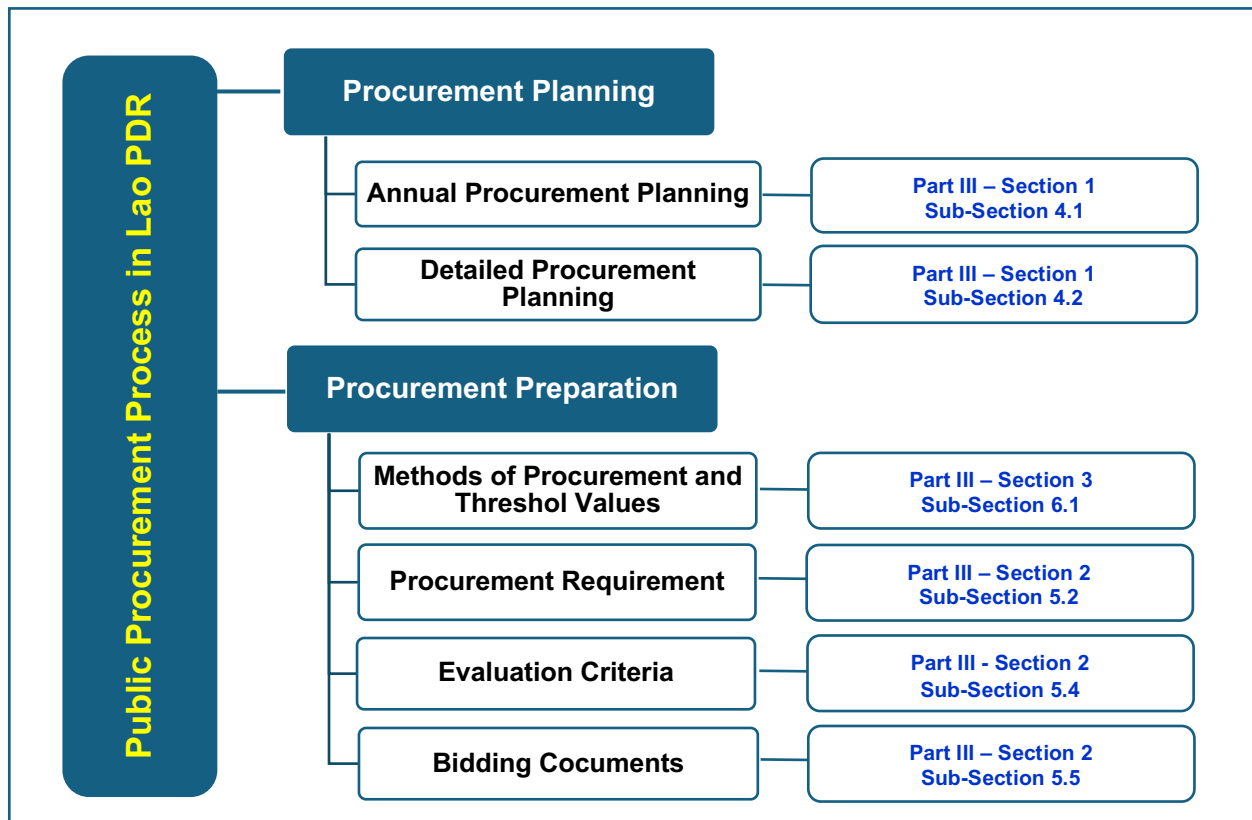 Public Procurement Process in Lao PDR
Procurement Planning
Annual Procurement Planning
Part III – Section 1
Sub-Section 4.1
Detailed Procurement
Planning
Part III – Section 1
Sub-Section 4.2
Procurement Preparation
Methods of Procurement and
Threshol Values
Part III – Section 3
Sub-Section 6.1
Procurement Requirement
Part III – Section 2
Sub-Section 5.2
Evaluation Criteria
Part III - Section 2
Sub-Section 5.4
Bidding Cocuments
Part III – Section 2
Sub-Section 5.5